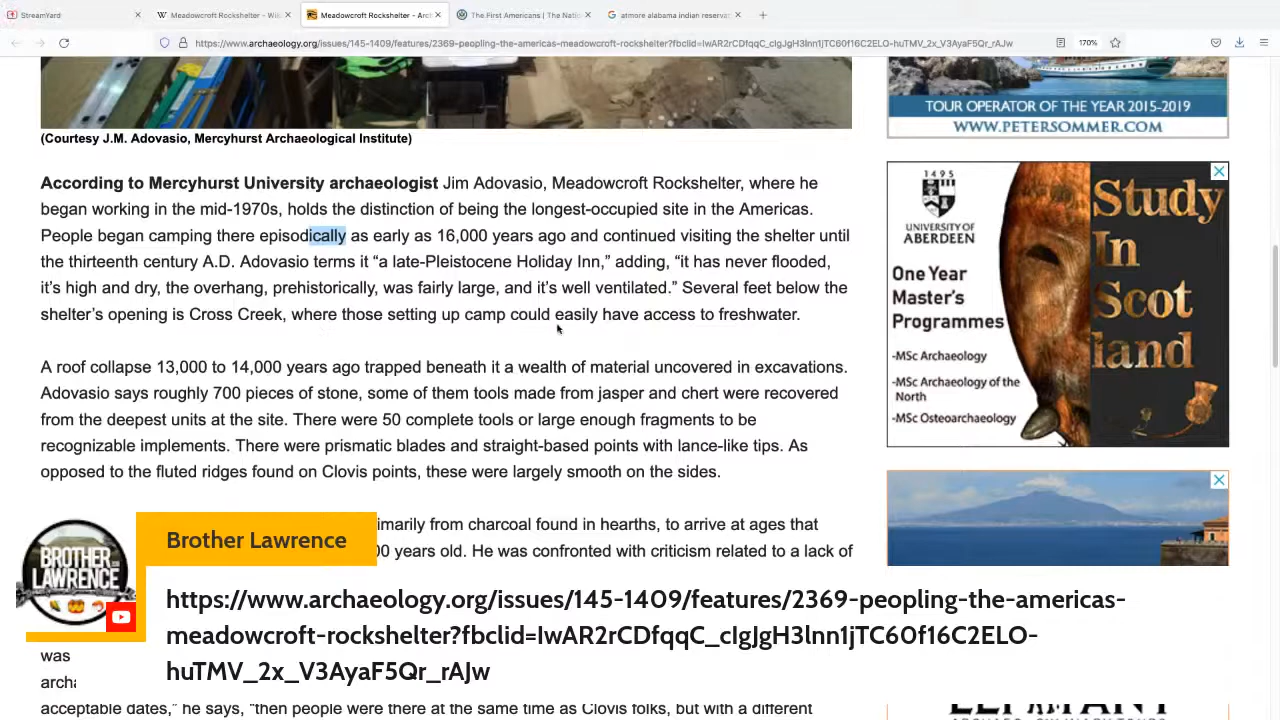 StreamYard
Meadowcroft Rockshelter - Wiki
Meadowcroft Rockshelter - Arch
The First Americans | The Nati
atmore alabama indian reservat
https://www.archaeology.org/issues/145-1409/features/2369-peopling-the-americas-meadowcroft-rockshelter?fbclid=IwAR2rCDfqqC_cIgJgH3lnn1jTC60f16C2ELO-huTMV_2x_V3AyaF5Qr_rAJw
170%
(Courtesy J.M. Adovasio, Mercyhurst Archaeological Institute)
According to Mercyhurst University archaeologist Jim Adovasio, Meadowcroft Rockshelter, where he
began working in the mid-1970s, holds the distinction of being the longest-occupied site in the Americas.
People began camping there episodically as early as 16,000 years ago and continued visiting the shelter until
the thirteenth century A.D. Adovasio terms it “a late-Pleistocene Holiday Inn,” adding, “it has never flooded,
it’s high and dry, the overhang, prehistorically, was fairly large, and it’s well ventilated.” Several feet below the
shelter’s opening is Cross Creek, where those setting up camp could easily have access to freshwater.
A roof collapse 13,000 to 14,000 years ago trapped beneath it a wealth of material uncovered in excavations.
Adovasio says roughly 700 pieces of stone, some of them tools made from jasper and chert were recovered
from the deepest units at the site. There were 50 complete tools or large enough fragments to be
recognizable implements. There were prismatic blades and straight-based points with lance-like tips. As
opposed to the fluted ridges found on Clovis points, these were largely smooth on the sides.
imarily from charcoal found in hearths, to arrive at ages that
00 years old. He was confronted with criticism related to a lack of
was
archa
acceptable dates,” he says, “then people were there at the same time as Clovis folks, but with a different
TOUR OPERATOR OF THE YEAR 2015-2019
WWW.PETERSOMMER.COM
1495
UNIVERSITY OF
ABERDEEN
One Year
Master’s
Programmes
-MSc Archaeology
-MSc Archaeology of the
North
-MSc Osteoarchaeology
Study
In
Scot
land
BROTHER
LAWRENCE
Brother Lawrence
https://www.archaeology.org/issues/145-1409/features/2369-peopling-the-americas-
meadowcroft-rockshelter?fbclid=IwAR2rCDfqqC_cIgJgH3lnn1jTC60f16C2ELO-
huTMV_2x_V3AyaF5Qr_rAJw